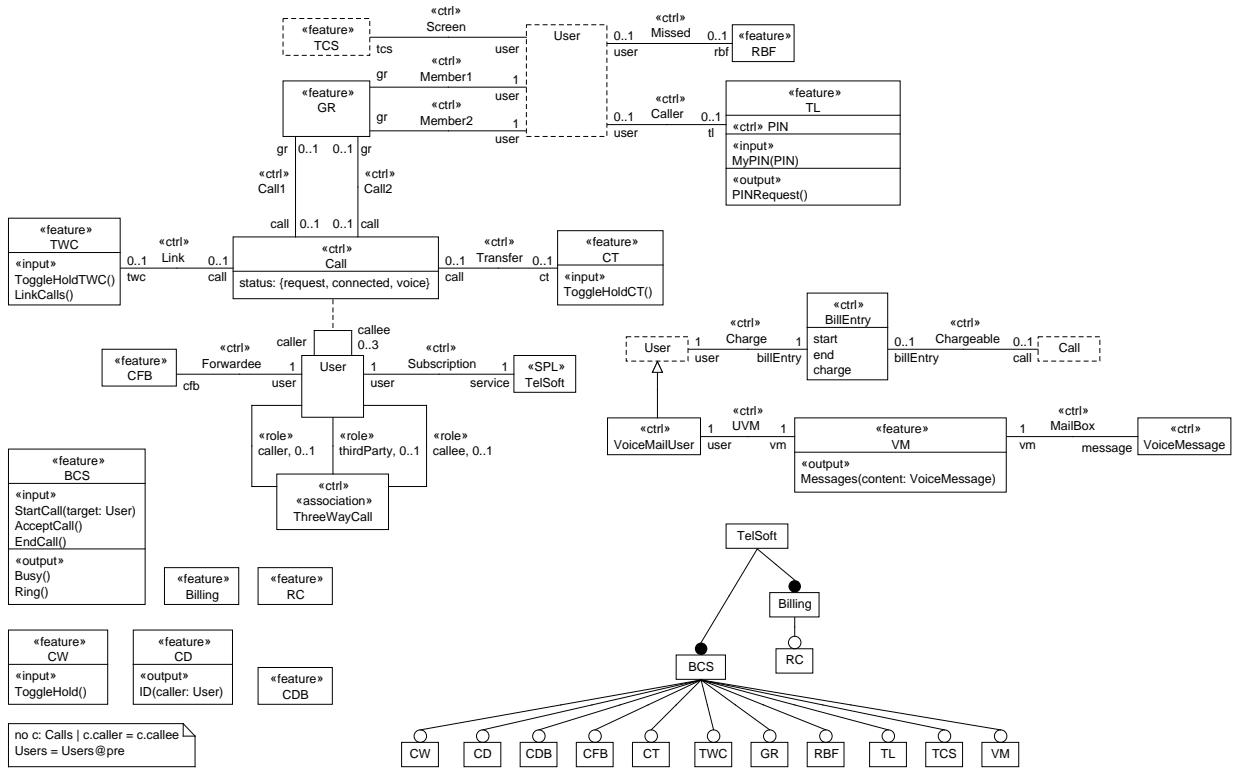 «feature»
TCS
«ctrl»
Screen
tcs
user
User
«ctrl»
Missed
0..1
0..1
user
rbf
«feature»
RBF
«feature»
GR
gr
«ctrl»
Member1
1
user
gr
«ctrl»
Member2
1
user
«ctrl»
Caller
0..1
0..1
user
tl
«feature»
TL
«ctrl» PIN
«input»
MyPIN(PIN)
«output»
PINRequest()
gr
0..1
0..1
gr
«ctrl»
Call1
«ctrl»
Call2
call
0..1
0..1
call
«feature»
TWC
«input»
ToggleHoldTWC()
LinkCalls()
«ctrl»
Link
0..1
0..1
twc
call
«ctrl»
Call
status: {request, connected, voice}
«ctrl»
Transfer
0..1
0..1
call
ct
«feature»
CT
«input»
ToggleHoldCT()
caller
callee
0..3
«feature»
CFB
«ctrl»
Forwardee
1
cfb
user
User
«ctrl»
Subscription
1
1
user
service
«SPL»
TelSoft
«role»
caller, 0..1
«role»
thirdParty, 0..1
«role»
callee, 0..1
«ctrl»
«association»
ThreeWayCall
User
«ctrl»
Charge
1
1
user
billEntry
«ctrl»
BillEntry
start
end
charge
«ctrl»
Chargeable
0..1
0..1
billEntry
call
Call
«ctrl»
VoiceMailUser
«ctrl»
UVM
1
1
user
vm
«feature»
VM
«output»
Messages(content: VoiceMessage)
«ctrl»
MailBox
1
vm
message
«ctrl»
VoiceMessage
«feature»
BCS
«input»
StartCall(target: User)
AcceptCall()
EndCall()
«output»
Busy()
Ring()
«feature»
Billing
«feature»
RC
«feature»
CW
«input»
ToggleHold()
«feature»
CD
«output»
ID(caller: User)
«feature»
CDB
no c: Calls | c.caller = c.callee
Users = Users@pre
TelSoft
Billing
BCS
RC
CW
CD
CDB
CFB
CT
TWC
GR
RBF
TL
TCS
VM